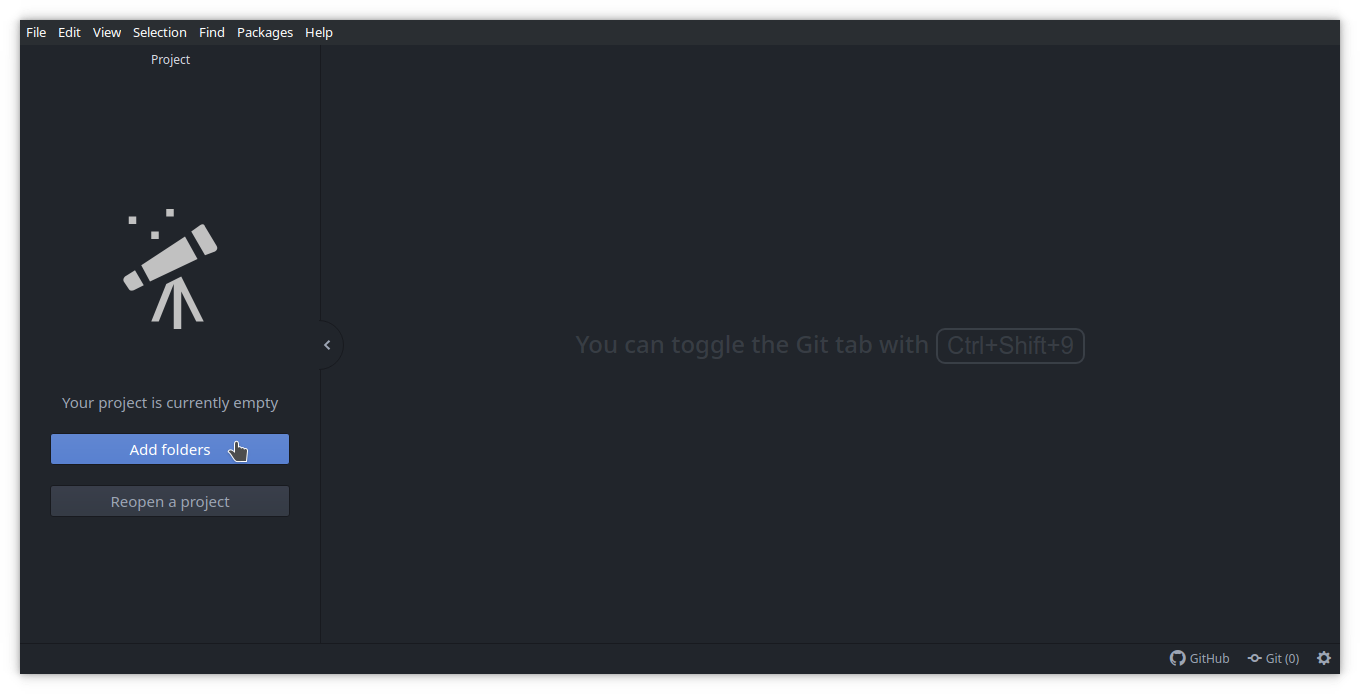 File Edit View Selection Find Packages Help
Project
Your project is currently empty
Add folders
Reopen a project
You can toggle the Git tab with Ctrl+Shift+9
GitHub Git (0)